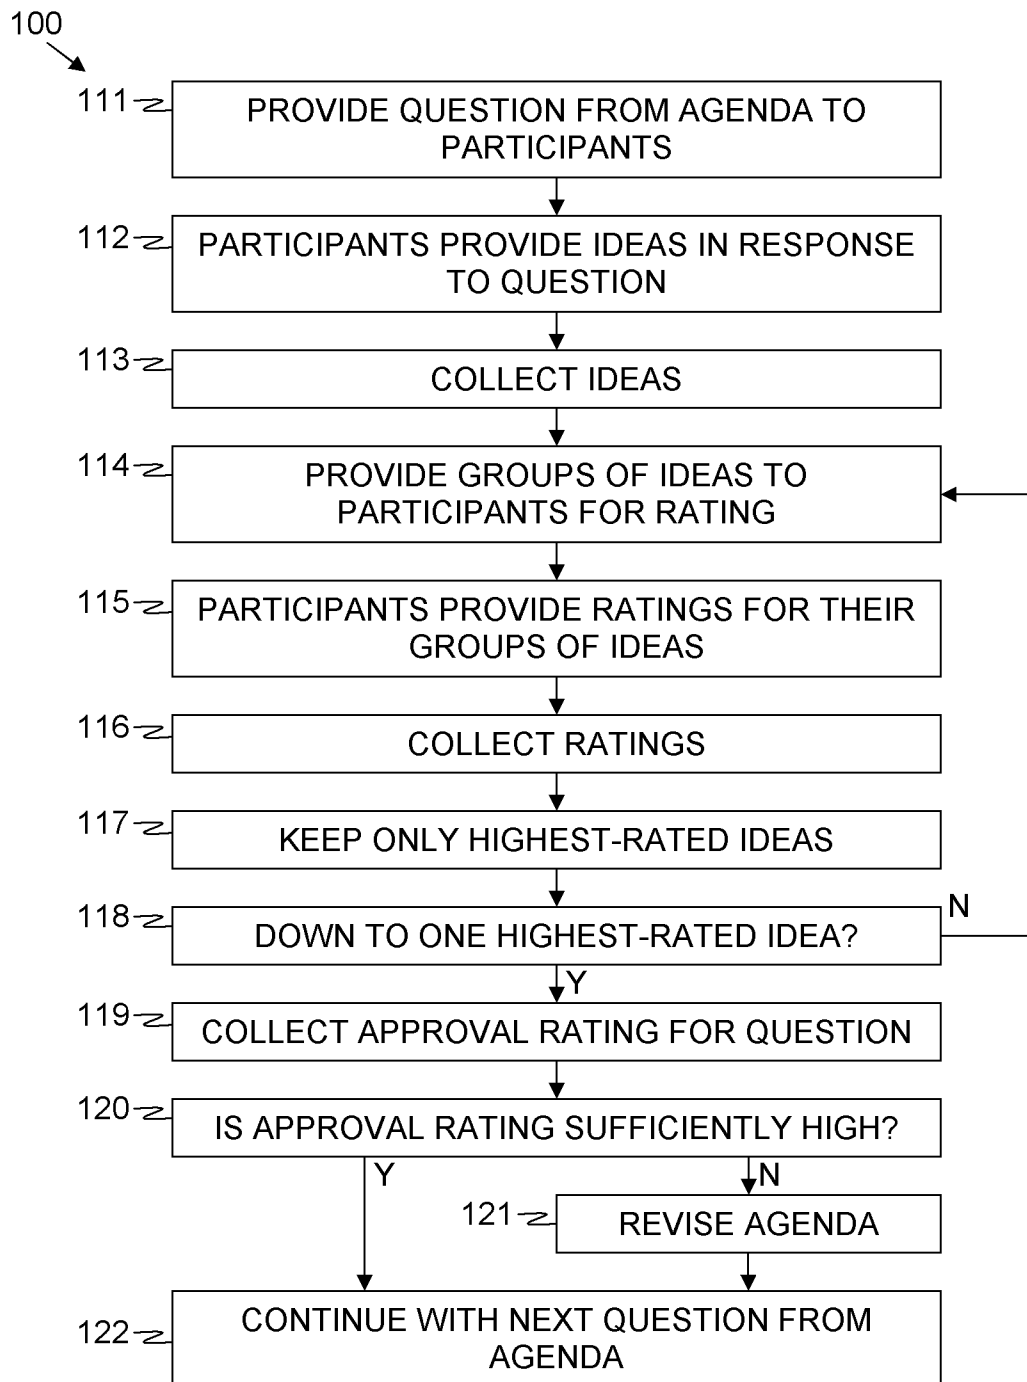 100
111
PROVIDE QUESTION FROM AGENDA TO
PARTICIPANTS
112
PARTICIPANTS PROVIDE IDEAS IN RESPONSE
TO QUESTION
113
COLLECT IDEAS
114
PROVIDE GROUPS OF IDEAS TO
PARTICIPANTS FOR RATING
115
PARTICIPANTS PROVIDE RATINGS FOR THEIR
GROUPS OF IDEAS
116
COLLECT RATINGS
117
KEEP ONLY HIGHEST-RATED IDEAS
118
DOWN TO ONE HIGHEST-RATED IDEA?
N
Y
119
COLLECT APPROVAL RATING FOR QUESTION
120
IS APPROVAL RATING SUFFICIENTLY HIGH?
Y
N
121
REVISE AGENDA
122
CONTINUE WITH NEXT QUESTION FROM
AGENDA